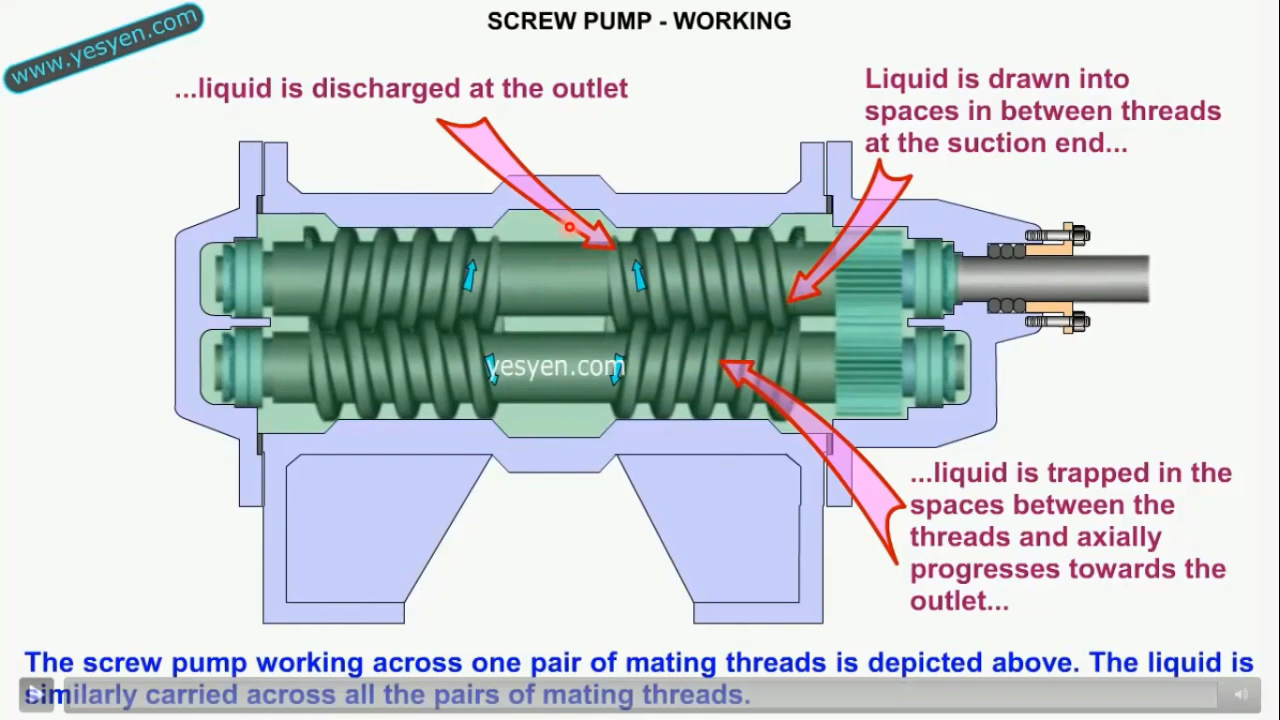 www.yesyen.com
SCREW PUMP - WORKING
...liquid is discharged at the outlet
Liquid is drawn into
spaces in between threads
at the suction end...
yesyen.com
...liquid is trapped in the
spaces between the
threads and axially
progresses towards the
outlet...
The screw pump working across one pair of mating threads is depicted above. The liquid is
similarly carried across all the pairs of mating threads.